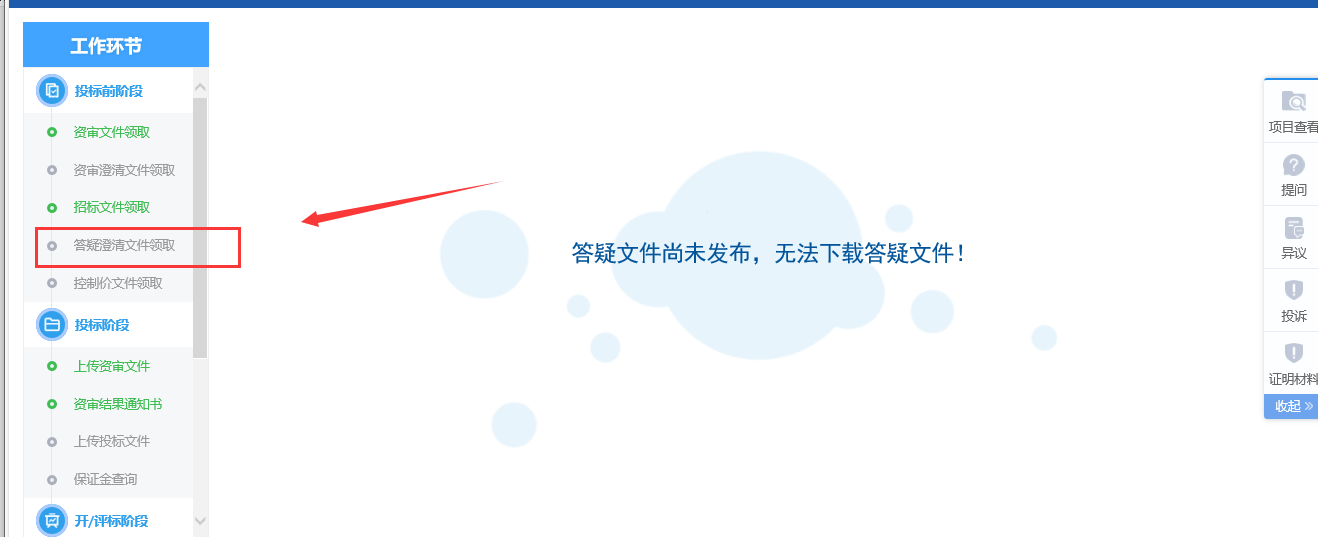 工作环节
投标前阶段
资审文件领取
资审澄清文件领取
招标文件领取
答疑澄清文件领取
控制价文件领取
投标阶段
上传资审文件
资审结果通知书
上传投标文件
保证金查询
开/评标阶段
答疑文件尚未发布，无法下载答疑文件！
项目查看
提问
异议
投诉
证明材料
收起